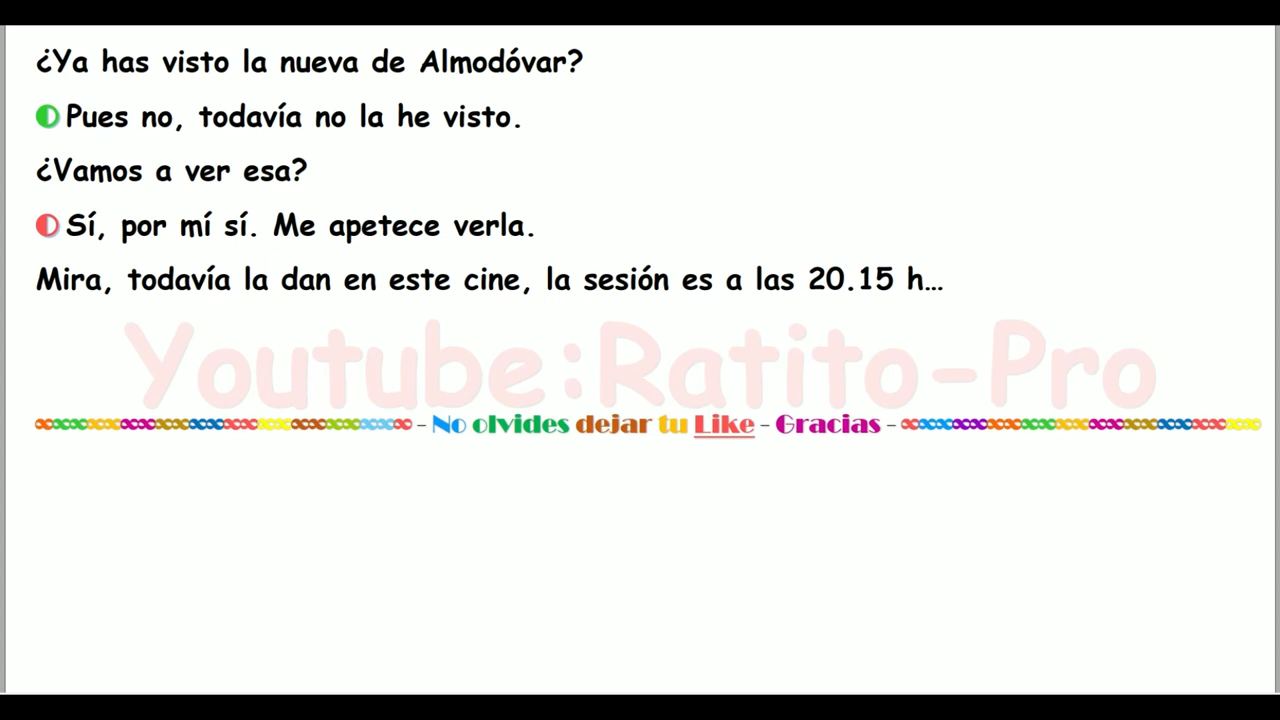 ¿Ya has visto la nueva de Almodóvar?
Pues no, todavía no la he visto.
¿Vamos a ver esa?
Sí, por mí sí. Me apetece verla.
Mira, todavía la dan en este cine, la sesión es a las 20.15 h…
Youtube:Ratito-Pro
- No olvides dejar tu Like - Gracias -